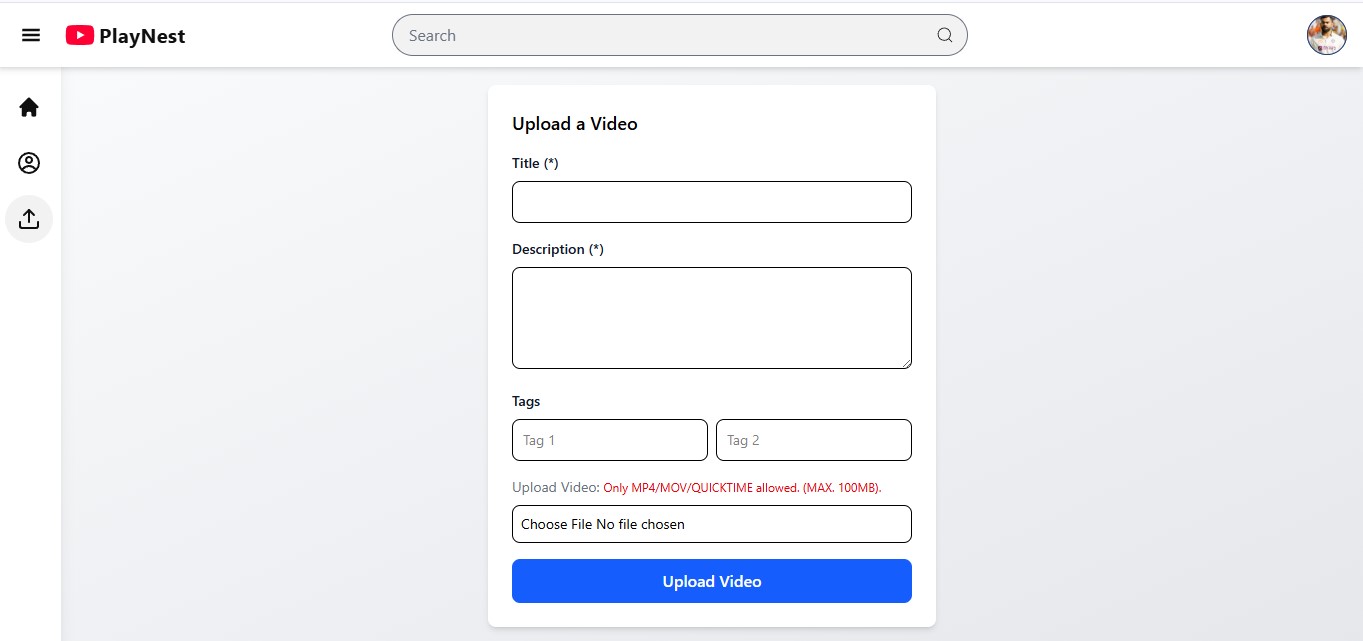 PlayNest
Search
Upload a Video
Title (*)
Description (*)
Tags
Tag 1
Tag 2
Upload Video: Only MP4/MOV/QUICKTIME allowed. (MAX. 100MB).
Choose File No file chosen
Upload Video